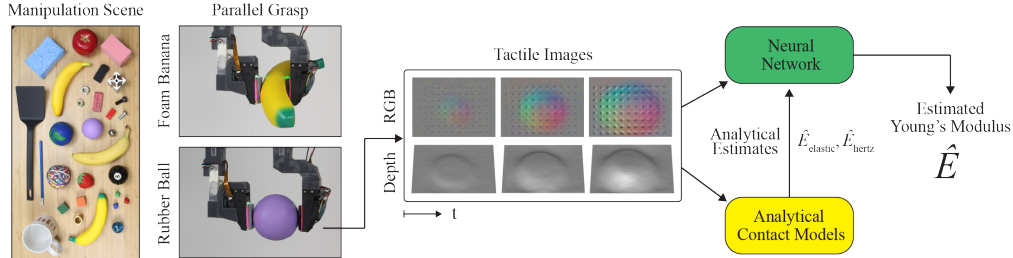 Manipulation Scene
Parallel Grasp
Foam Banana
Rubber Ball
Tactile Images
RGB
Depth
t
Neural
Network
Analytical
Estimates
Ê_elastic, Ê_hertz
Analytical
Contact Models
Estimated
Young's Modulus
Ê